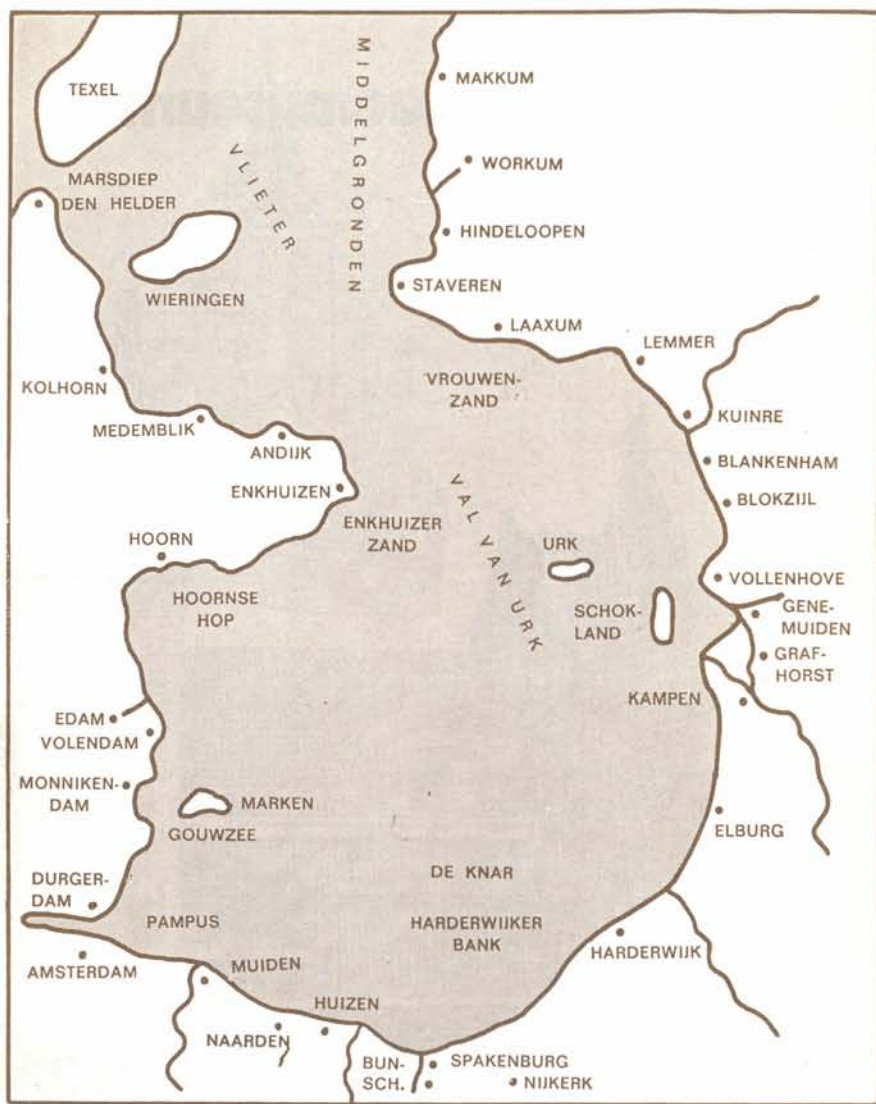 TEXEL
MIDDELGRONDEN
MAKKUM
VLIETER
WORKUM
MARSDIEP
DEN HELDER
HINDELOOPEN
WIERINGEN
STAVEREN
LAAXUM
LEMMER
KOLHORN
VROUWEN-
ZAND
KUINRE
MEDEMBLIK
ANDIJK
BLANKENHAM
ENKHUIZEN
VAL VAN URK
BLOKZIJL
ENKHUIZER
ZAND
HOORN
URK
VOLLENHOVE
HOORNSE
HOP
SCHOK-
LAND
GENE-
MUIDEN
GRAF-
HORST
KAMPEN
EDAM
VOLENDAM
MONNIKEN-
DAM
MARKEN
GOUWZEE
ELBURG
DE KNAR
DURGER-
DAM
PAMPUS
HARDERWIJKER
BANK
HARDERWIJK
AMSTERDAM
MUIDEN
HUIZEN
NAARDEN
BUN-
SCH.
SPAKENBURG
NIJKERK